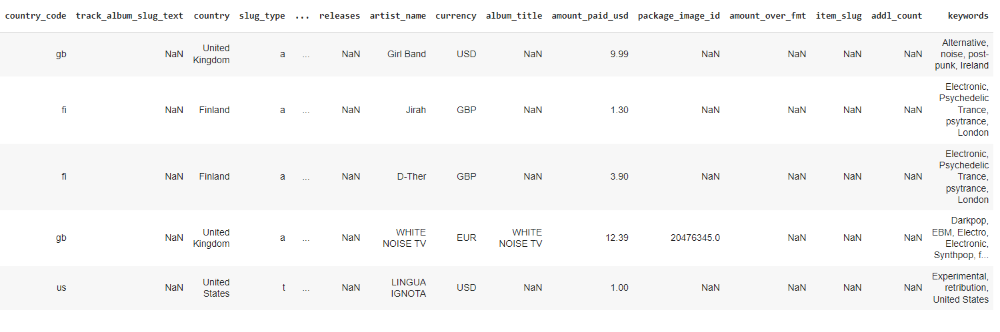 country_code track_album_slug_text country slug_type ... releases artist_name currency album_title amount_paid_usd package_image_id amount_over_fmt item_slug addl_count keywords
gb NaN United Kingdom a ... NaN Girl Band USD NaN 9.99 NaN NaN NaN NaN Alternative, noise, post-punk, Ireland
fi NaN Finland a ... NaN Jirah GBP NaN 1.30 NaN NaN NaN NaN Electronic, Psychedelic Trance, psytrance, London
fi NaN Finland a ... NaN D-Ther GBP NaN 3.90 NaN NaN NaN NaN Electronic, Psychedelic Trance, psytrance, London
gb NaN United Kingdom a ... NaN WHITE NOISE TV EUR WHITE NOISE TV 12.39 20476345.0 NaN NaN NaN Darkpop, EBM, Electro, Electronic, Synthpop, f...
us NaN United States t ... NaN LINGUA IGNOTA USD NaN 1.00 NaN NaN NaN NaN Experimental, retribution, United States